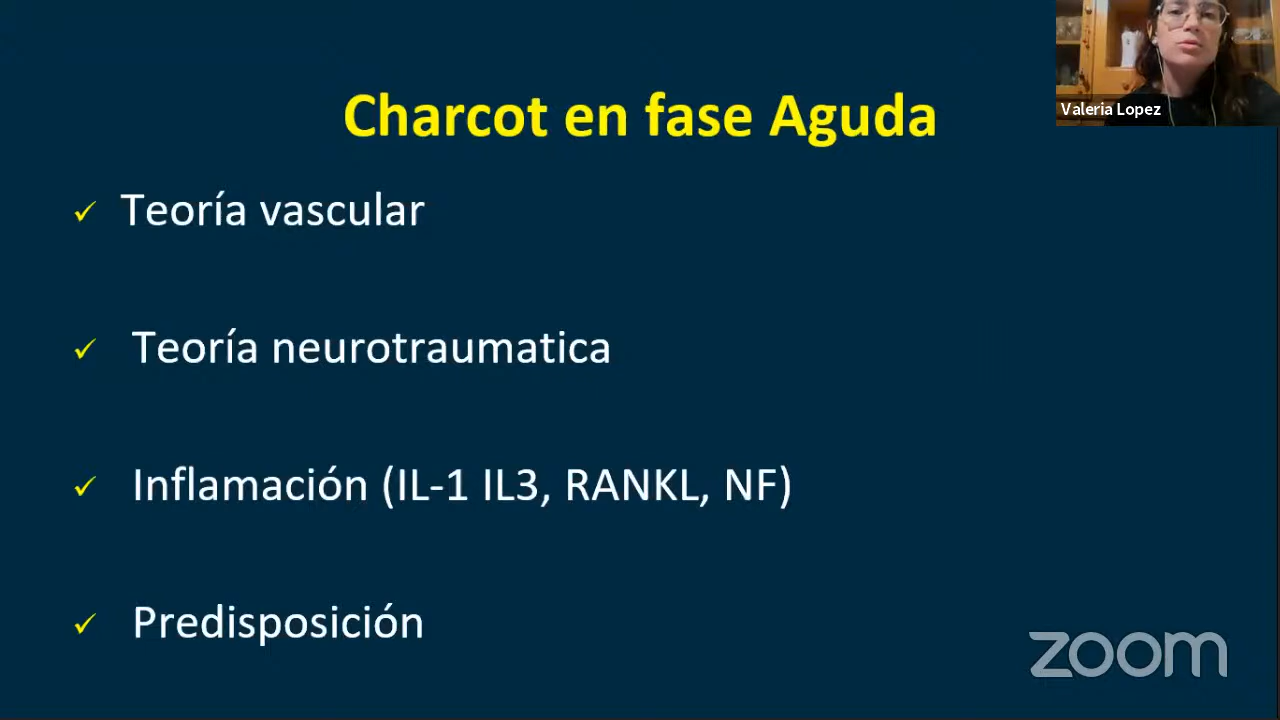 Charcot en fase Aguda
Valeria Lopez
Teoría vascular
Teoría neurotraumatica
Inflamación (IL-1 IL3, RANKL, NF)
Predisposición
zoom